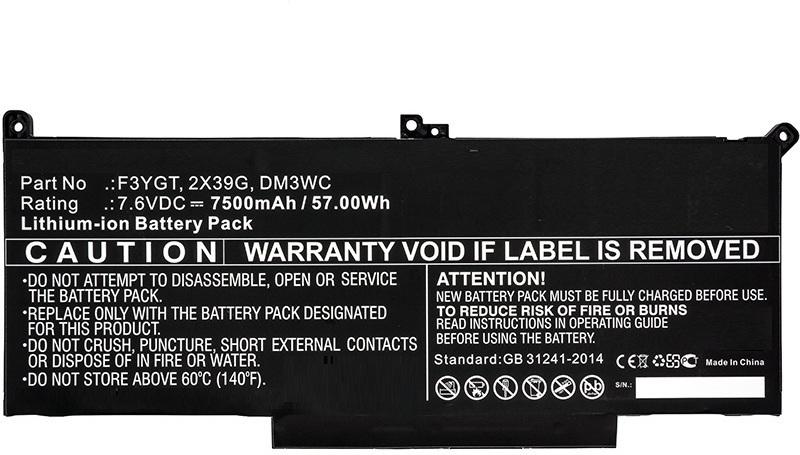 Part No .:F3YGT, 2X39G, DM3WC
Rating .:7.6VDC ⎓ 7500mAh / 57.00Wh
Lithium-ion Battery Pack
CAUTION WARRANTY VOID IF LABEL IS REMOVED
•DO NOT ATTEMPT TO DISASSEMBLE, OPEN OR SERVICE
THE BATTERY PACK.
•REPLACE ONLY WITH THE BATTERY PACK DESIGNATED
FOR THIS PRODUCT.
•DO NOT CRUSH, PUNCTURE, SHORT EXTERNAL CONTACTS
OR DISPOSE OF IN FIRE OR WATER.
•DO NOT STORE ABOVE 60°C (140°F).
ATTENTION!
NEW BATTERY PACK MUST BE FULLY CHARGED BEFORE USE.
TO REDUCE RISK OF FIRE OR BURNS
READ INSTRUCTIONS IN OPERATING GUIDE
BEFORE USING THE BATTERY PACK.
Standard:GB 31241-2014
CE Made In China
S/N.: